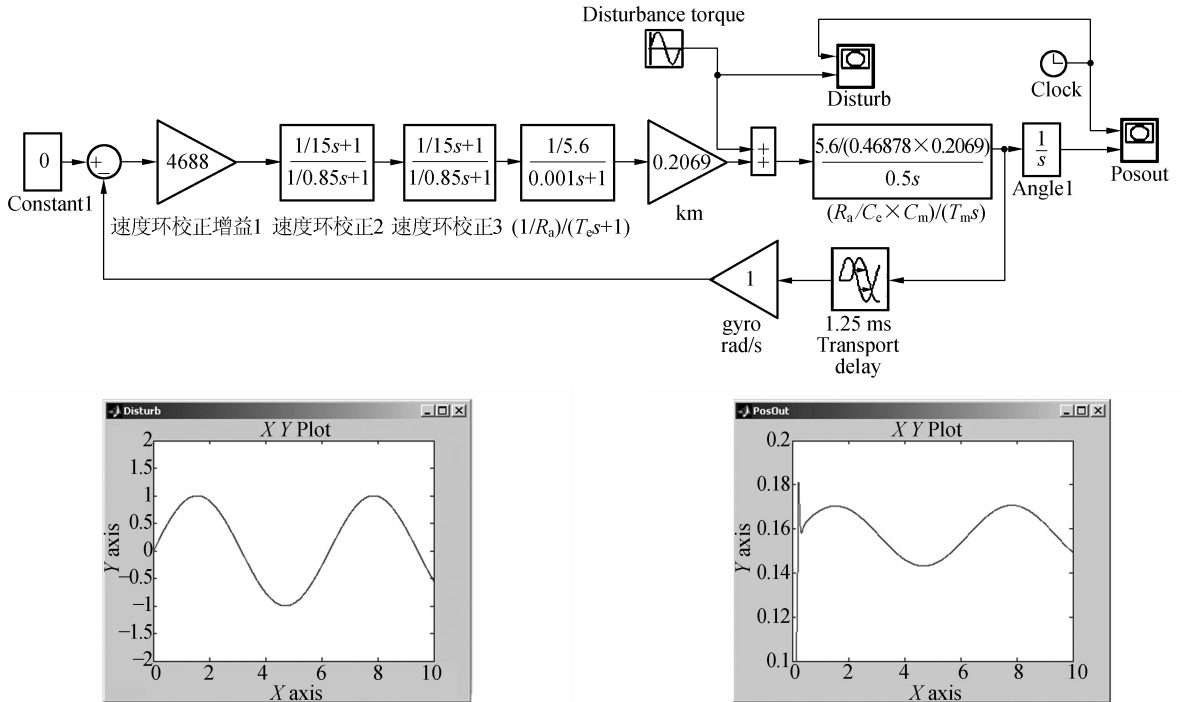 Disturbance torque
Disturb
Clock
Posout
0
Constant1
+
−
4688
速度环校正增益1
1/15s+1
1/0.85s+1
速度环校正2
1/15s+1
1/0.85s+1
速度环校正3
1/5.6
0.001s+1
(1/Ra)/(Tes+1)
0.2069
km
+
+
5.6/(0.46878×0.2069)
0.5s
(Ra/Ce×Cm)/(Tms)
1
s
Angle1
1
gyro
rad/s
1.25 ms
Transport
delay
Disturb
X Y Plot
2
1.5
1
0.5
0
−0.5
−1
−1.5
−2
Y axis
0
2
4
6
8
10
X axis
PosOut
X Y Plot
0.2
0.18
0.16
0.14
0.12
0.1
Y axis
0
2
4
6
8
10
X axis